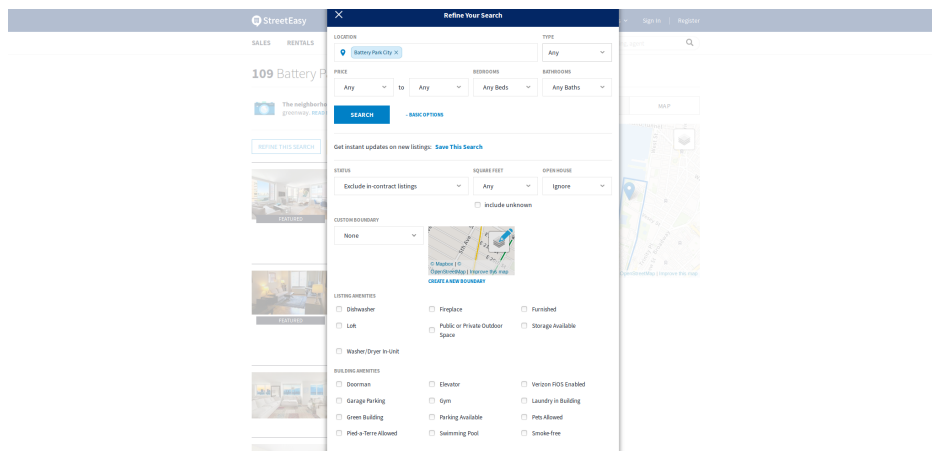 StreetEasy
Refine Your Search
Sign In | Register
SALES RENTALS
LOCATION
TYPE
Battery Park City ×
Any
109 Battery P
PRICE
BEDROOMS
BATHROOMS
Any to Any
Any Beds
Any Baths
The neighborho
greenway. READ
MAP
SEARCH
- BASIC OPTIONS
REFINE THIS SEARCH
Get instant updates on new listings: Save This Search
STATUS
SQUARE FEET
OPEN HOUSE
Exclude in-contract listings
Any
Ignore
include unknown
FEATURED
CUSTOM BOUNDARY
None
5th Ave
© Mapbox | ©
OpenStreetMap | Improve this map
CREATE A NEW BOUNDARY
OpenStreetMap | Improve this map
LISTING AMENITIES
Dishwasher
Fireplace
Furnished
FEATURED
Loft
Public or Private Outdoor
Space
Storage Available
Washer/Dryer In-Unit
BUILDING AMENITIES
Doorman
Elevator
Verizon FIOS Enabled
Garage Parking
Gym
Laundry in Building
Green Building
Parking Available
Pets Allowed
Pied-a-Terre Allowed
Swimming Pool
Smoke-free